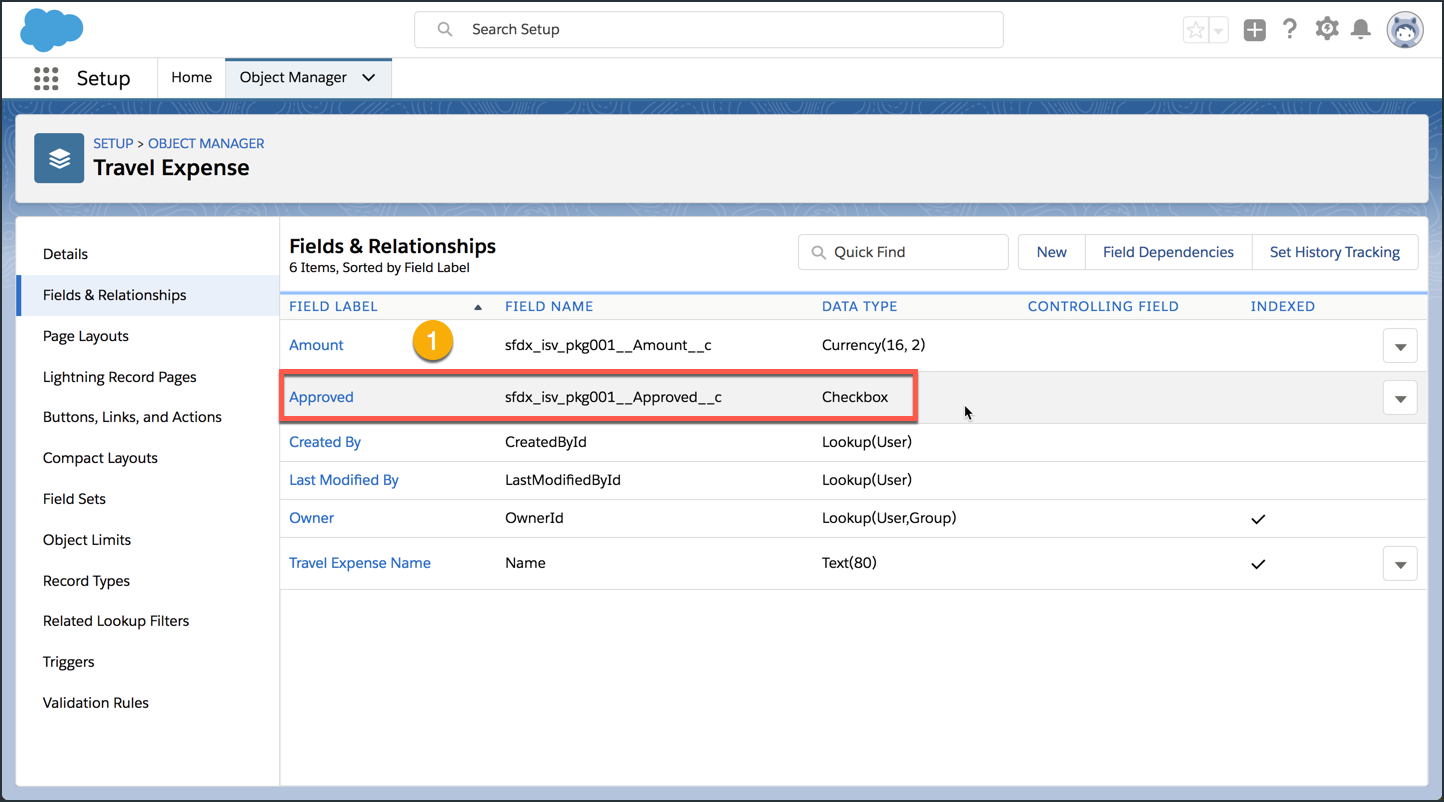 Search Setup
Setup Home Object Manager
SETUP > OBJECT MANAGER
Travel Expense
Details
Fields & Relationships
Page Layouts
Lightning Record Pages
Buttons, Links, and Actions
Compact Layouts
Field Sets
Object Limits
Record Types
Related Lookup Filters
Triggers
Validation Rules
Fields & Relationships
6 Items, Sorted by Field Label
Quick Find New Field Dependencies Set History Tracking
FIELD LABEL FIELD NAME DATA TYPE CONTROLLING FIELD INDEXED
Amount 1 sfdx_isv_pkg001__Amount__c Currency(16, 2)
Approved sfdx_isv_pkg001__Approved__c Checkbox
Created By CreatedById Lookup(User)
Last Modified By LastModifiedById Lookup(User)
Owner OwnerId Lookup(User,Group)
Travel Expense Name Name Text(80)